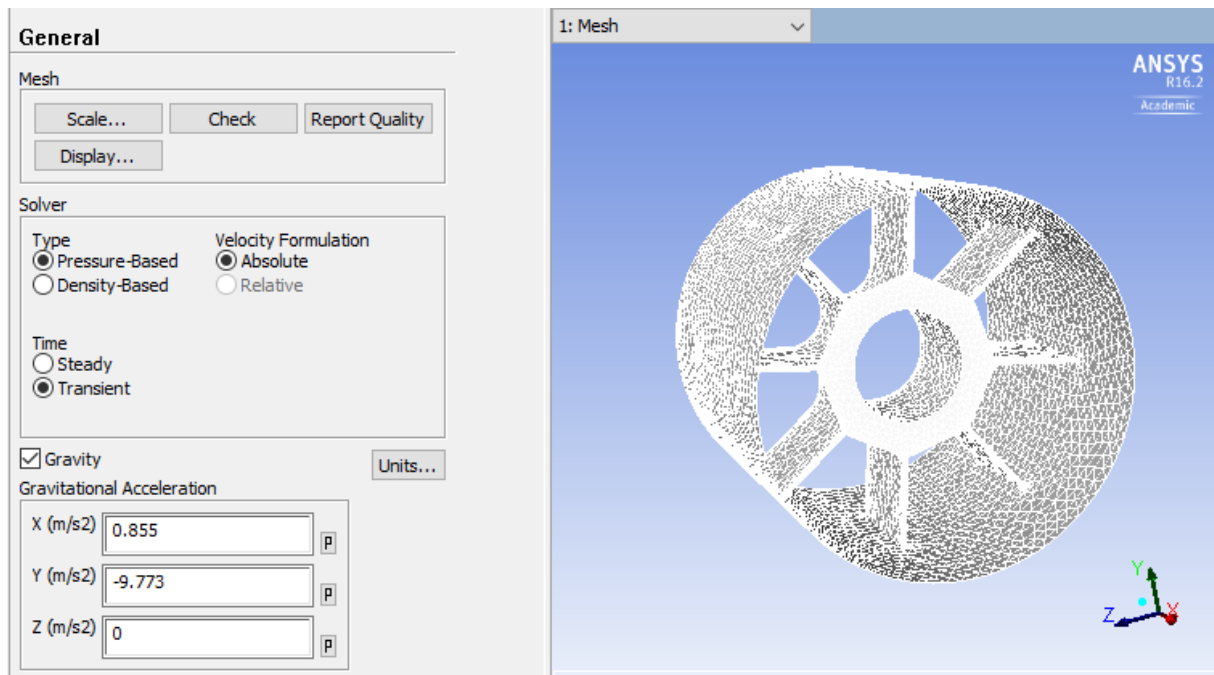 General
Mesh
Scale...
Check
Report Quality
Display...
Solver
Type
Velocity Formulation
Pressure-Based
Absolute
Density-Based
Relative
Time
Steady
Transient
Gravity
Units...
Gravitational Acceleration
X (m/s2)
0.855
P
Y (m/s2)
-9.773
P
Z (m/s2)
0
P
1: Mesh
ANSYS
R16.2
Academic
Y
Z
X